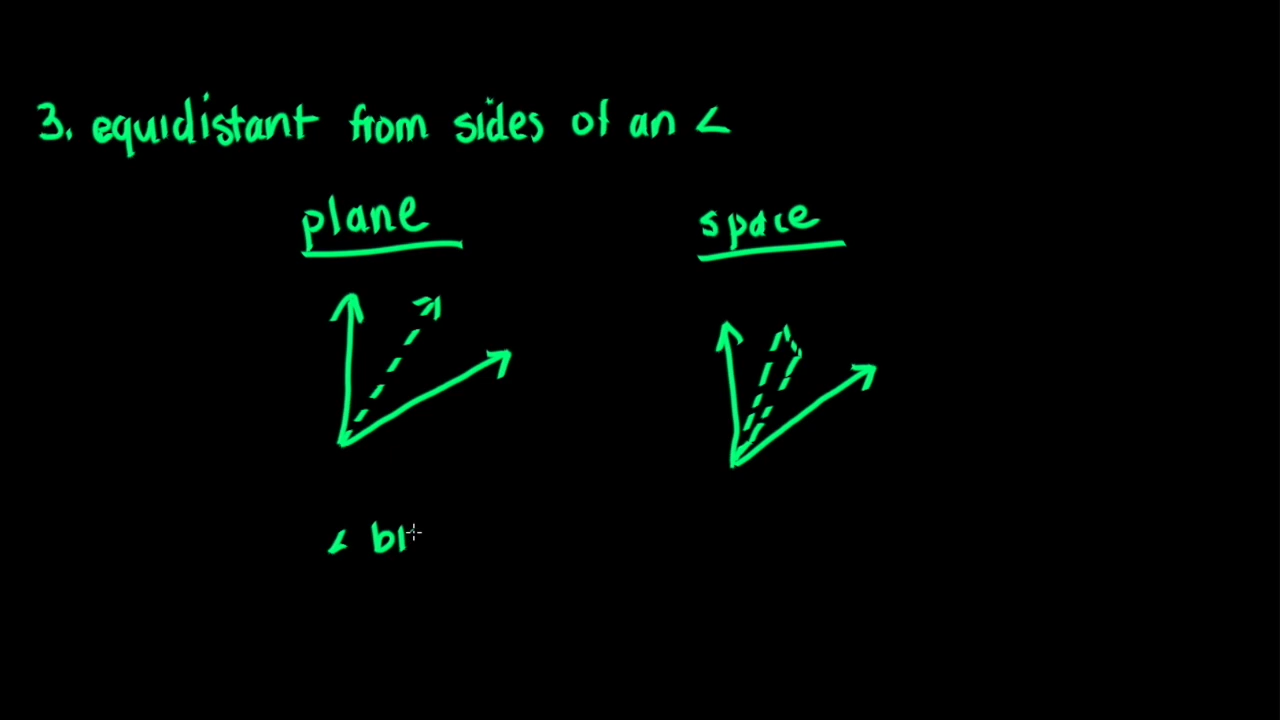 3. equidistant from sides of an ∠
plane
space
∠ bi